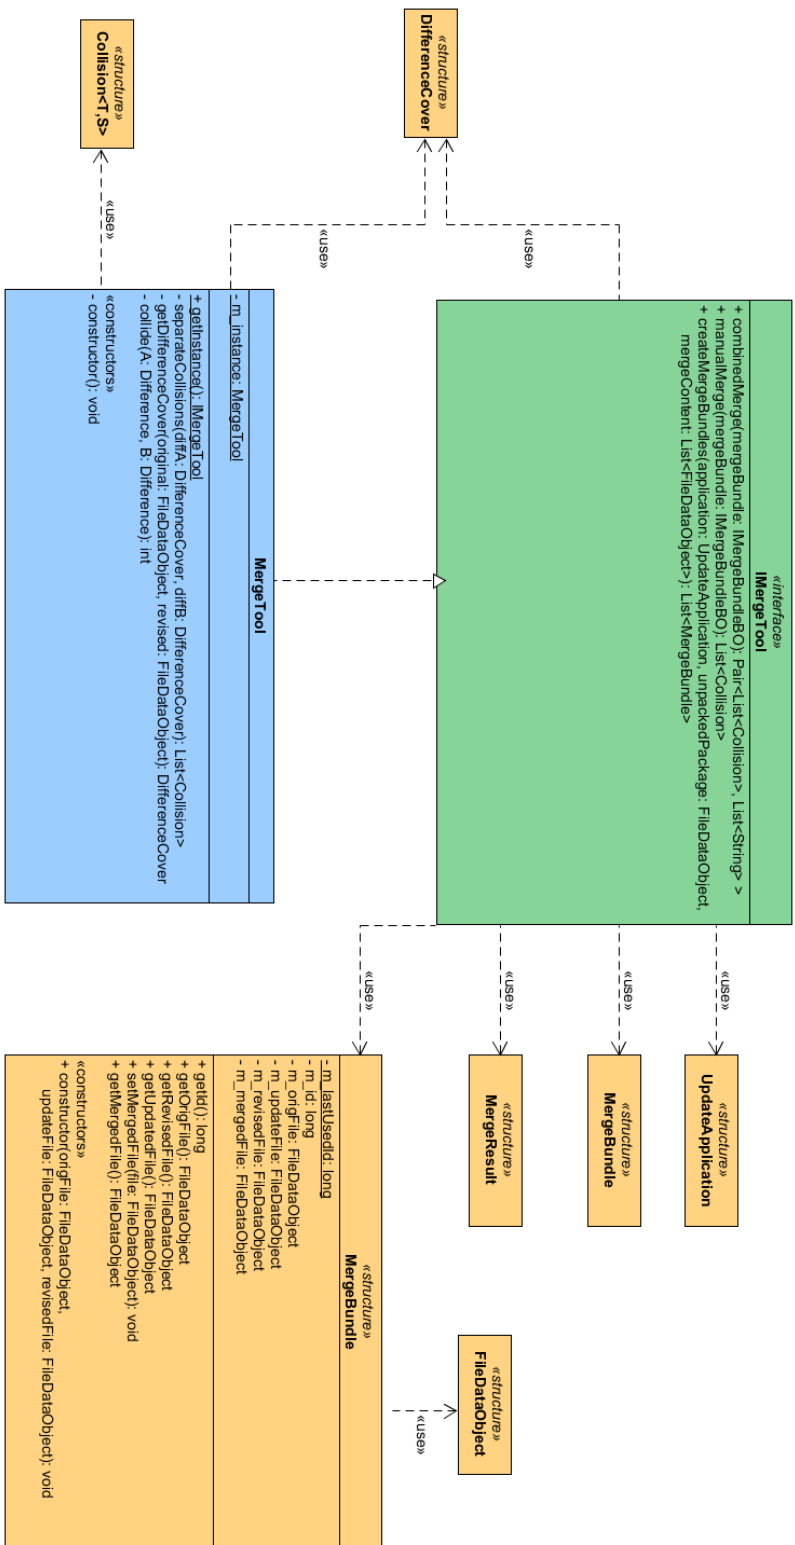 «interface»
IMergeTool
+ combinedMerge(mergeBundle: IMergeBundleBO): Pair<List<Collision>, List<String> >
+ manualMerge(mergeBundle: IMergeBundleBO): List<Collision>
+ createMergeBundles(application: UpdateApplication, unpackedPackage: FileDataObject,
mergeContent: List<FileDataObject>): List<MergeBundle>
«structure»
UpdateApplication
«use»
«structure»
MergeBundle
«use»
«structure»
MergeResult
«use»
«structure»
FileDataObject
«use»
«structure»
DifferenceCover
«use»
«use»
«use»
«structure»
MergeBundle
- m_lastUsedId: long
- m_id: long
- m_origFile: FileDataObject
- m_updateFile: FileDataObject
- m_revisedFile: FileDataObject
- m_mergedFile: FileDataObject
+ getId(): long
+ getOrigFile(): FileDataObject
+ getRevisedFile(): FileDataObject
+ getUpdatedFile(): FileDataObject
+ setMergedFile(file: FileDataObject): void
+ getMergedFile(): FileDataObject
«constructors»
+ constructor(origFile: FileDataObject,
updateFile: FileDataObject, revisedFile: FileDataObject): void
MergeTool
- m_instance: MergeTool
+ getInstance(): IMergeTool
- separateCollisions(diffA: DifferenceCover, diffB: DifferenceCover): List<Collision>
- getDifferenceCover(original: FileDataObject, revised: FileDataObject): DifferenceCover
- collide(A: Difference, B: Difference): int
«constructors»
- constructor(): void
«structure»
Collision<T,S>
«use»